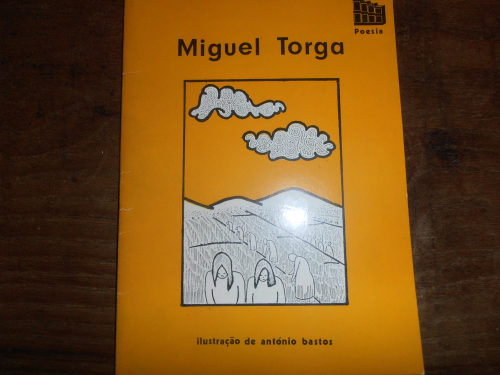 Poesia
Miguel Torga
ilustração de antónio bastos